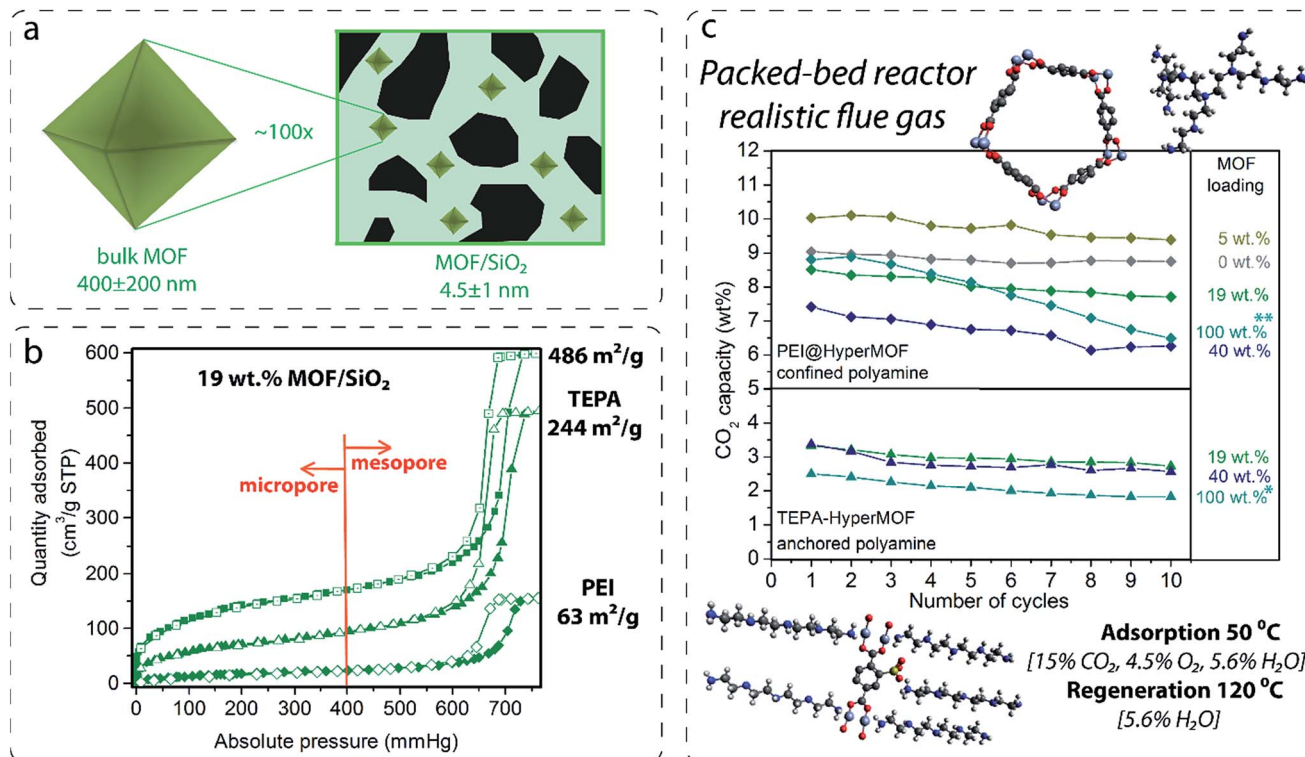 a
~100x
bulk MOF
400±200 nm
MOF/SiO₂
4.5±1 nm
b
19 wt.% MOF/SiO₂
486 m²/g
TEPA
244 m²/g
mesopore
micropore
PEI
63 m²/g
600
500
400
300
200
100
0
0 100 200 300 400 500 600 700
Quantity adsorbed
(cm³/g STP)
Absolute pressure (mmHg)
c
Packed-bed reactor
realistic flue gas
MOF
loading
12
11
10
9
8
7
6
5
4
3
2
1
0
CO₂ capacity (wt%)
5 wt.%
0 wt.%
19 wt.%
**
100 wt.%
40 wt.%
PEI@HyperMOF
confined polyamine
19 wt.%
40 wt.%
100 wt.%*
TEPA-HyperMOF
anchored polyamine
0 1 2 3 4 5 6 7 8 9 10
Number of cycles
Adsorption 50 ⁰C
[15% CO₂, 4.5% O₂, 5.6% H₂O]
Regeneration 120 ⁰C
[5.6% H₂O]